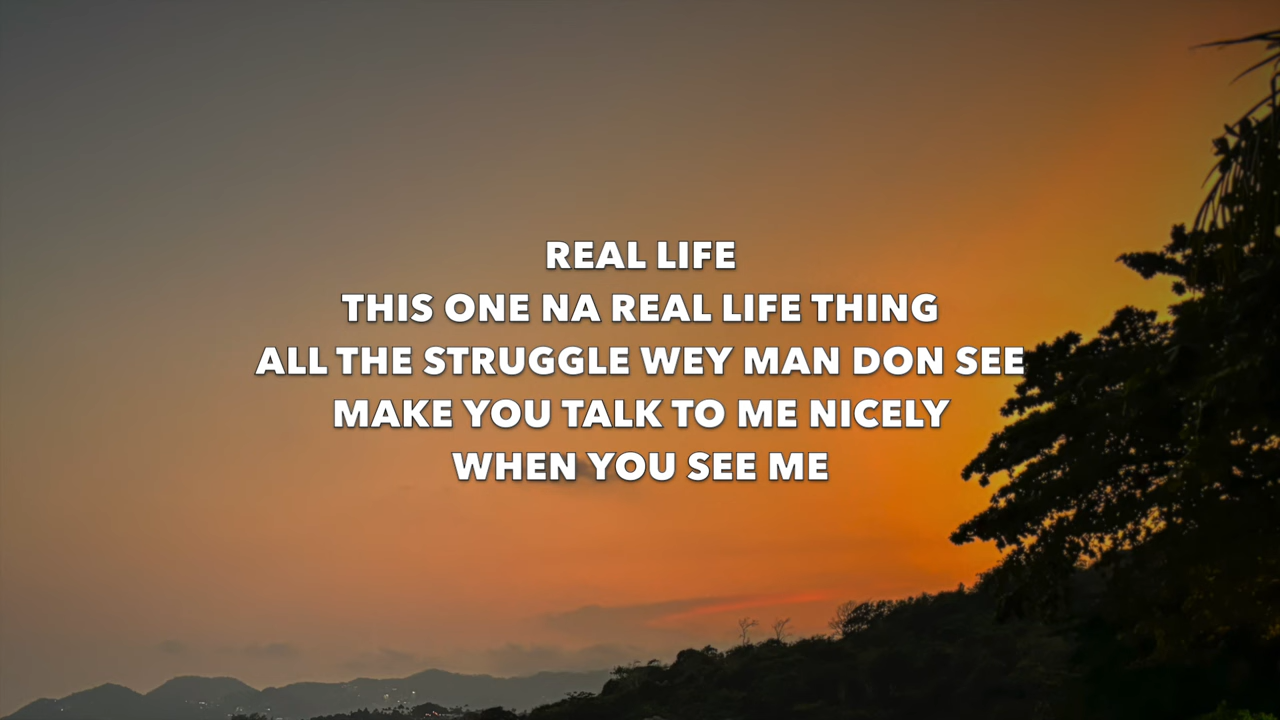 REAL LIFE
THIS ONE NA REAL LIFE THING
ALL THE STRUGGLE WEY MAN DON SEE
MAKE YOU TALK TO ME NICELY
WHEN YOU SEE ME